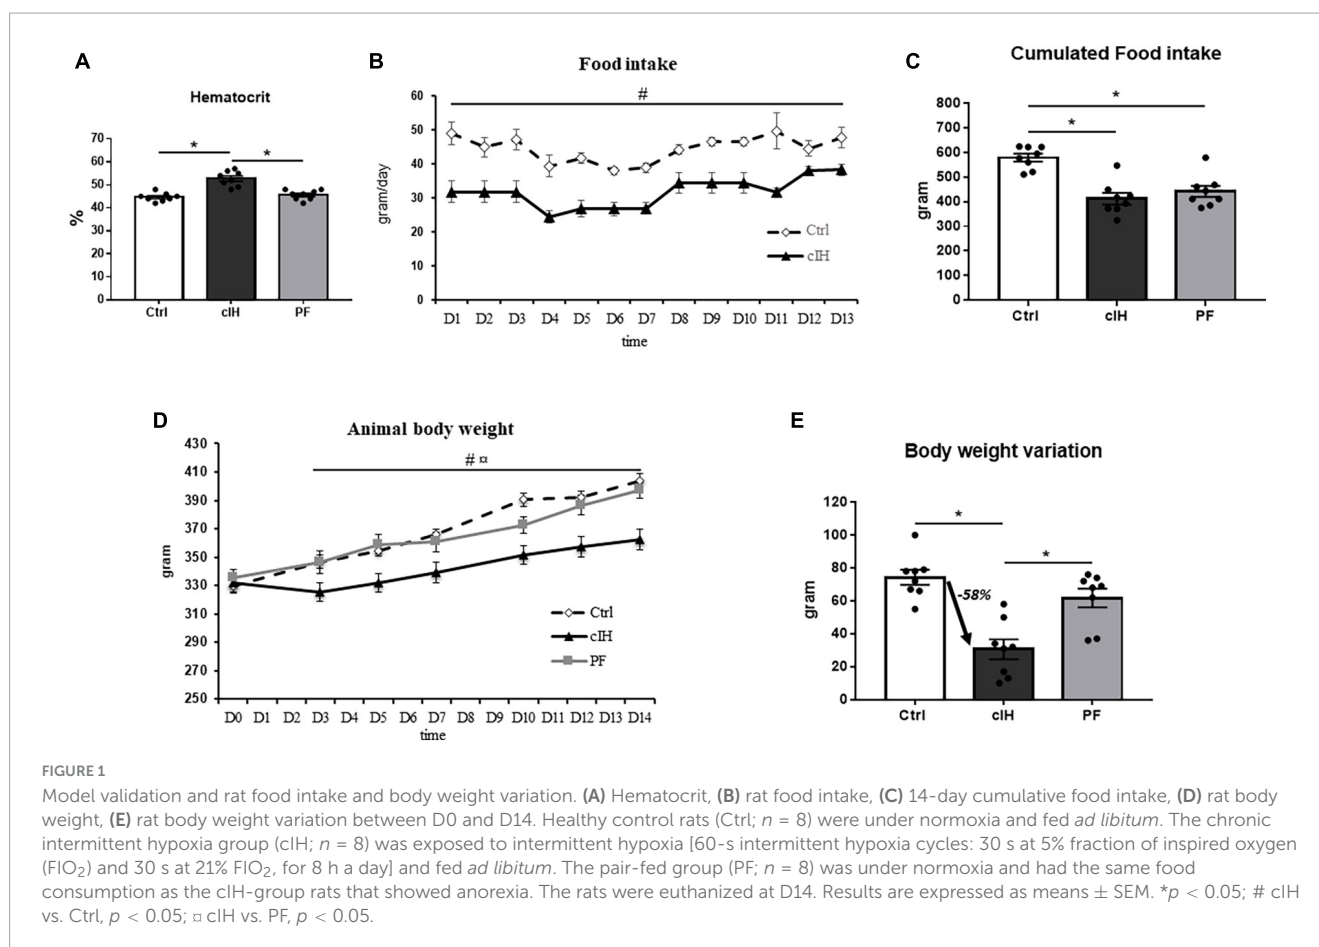 A
Hematocrit
70
60
50
40
30
20
10
0
%
* *
Ctrl cIH PF
B
Food intake
#
60
50
40
30
20
10
0
gram/day
Ctrl
cIH
D1 D2 D3 D4 D5 D6 D7 D8 D9 D10 D11 D12 D13
time
C
Cumulated Food intake
*
*
800
700
600
500
400
300
200
100
0
gram
Ctrl cIH PF
D
Animal body weight
# ¤
430
410
390
370
350
330
310
290
270
250
gram
Ctrl
cIH
PF
D0 D1 D2 D3 D4 D5 D6 D7 D8 D9 D10 D11 D12 D13 D14
time
E
Body weight variation
120
100
80
60
40
20
0
gram
*
*
-58%
Ctrl cIH PF
FIGURE 1
Model validation and rat food intake and body weight variation. (A) Hematocrit, (B) rat food intake, (C) 14-day cumulative food intake, (D) rat body
weight, (E) rat body weight variation between D0 and D14. Healthy control rats (Ctrl; n = 8) were under normoxia and fed ad libitum. The chronic
intermittent hypoxia group (cIH; n = 8) was exposed to intermittent hypoxia [60-s intermittent hypoxia cycles: 30 s at 5% fraction of inspired oxygen
(FIO₂) and 30 s at 21% FIO₂, for 8 h a day] and fed ad libitum. The pair-fed group (PF; n = 8) was under normoxia and had the same food
consumption as the cIH-group rats that showed anorexia. The rats were euthanized at D14. Results are expressed as means ± SEM. *p < 0.05; # cIH
vs. Ctrl, p < 0.05; ¤ cIH vs. PF, p < 0.05.